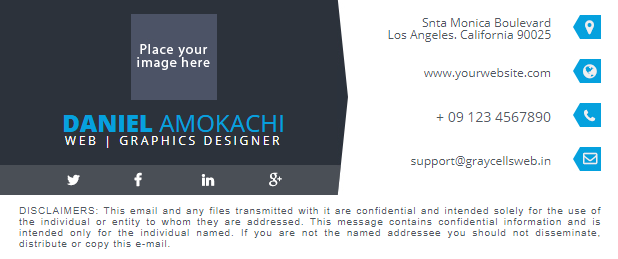 Place your
image here
DANIEL AMOKACHI
WEB | GRAPHICS DESIGNER
Snta Monica Boulevard
Los Angeles. California 90025
www.yourwebsite.com
+ 09 123 4567890
support@graycellsweb.in
DISCLAIMERS: This email and any files transmitted with it are confidential and intended solely for the use of
the individual or entity to whom they are addressed. This message contains confidential information and is
intended only for the individual named. If you are not the named addressee you should not disseminate,
distribute or copy this e-mail.